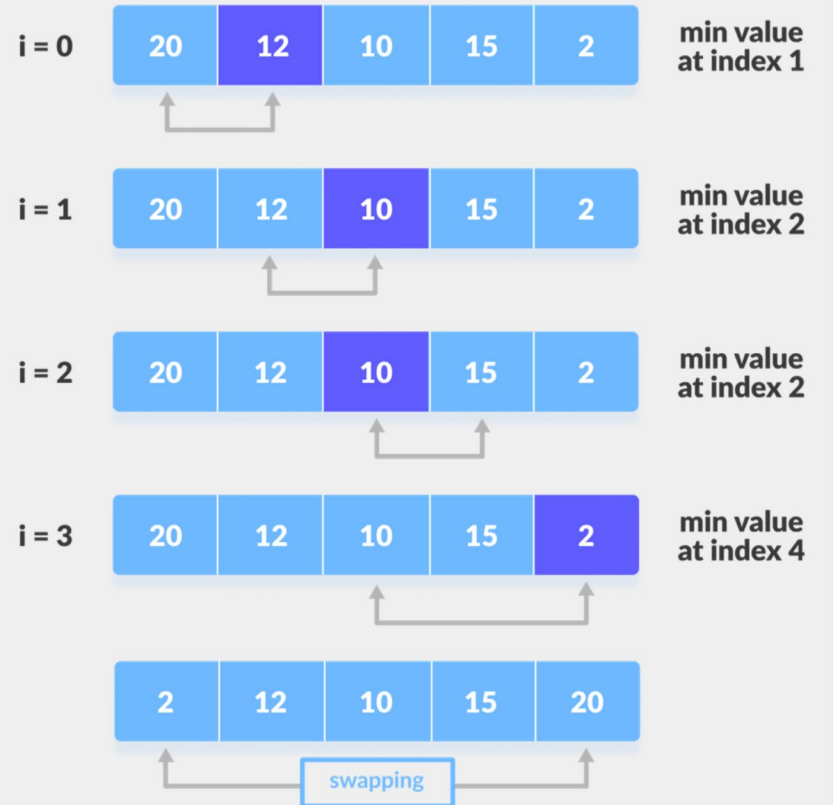 i = 0 20 12 10 15 2 min value
at index 1
i = 1 20 12 10 15 2 min value
at index 2
i = 2 20 12 10 15 2 min value
at index 2
i = 3 20 12 10 15 2 min value
at index 4
2 12 10 15 20
swapping